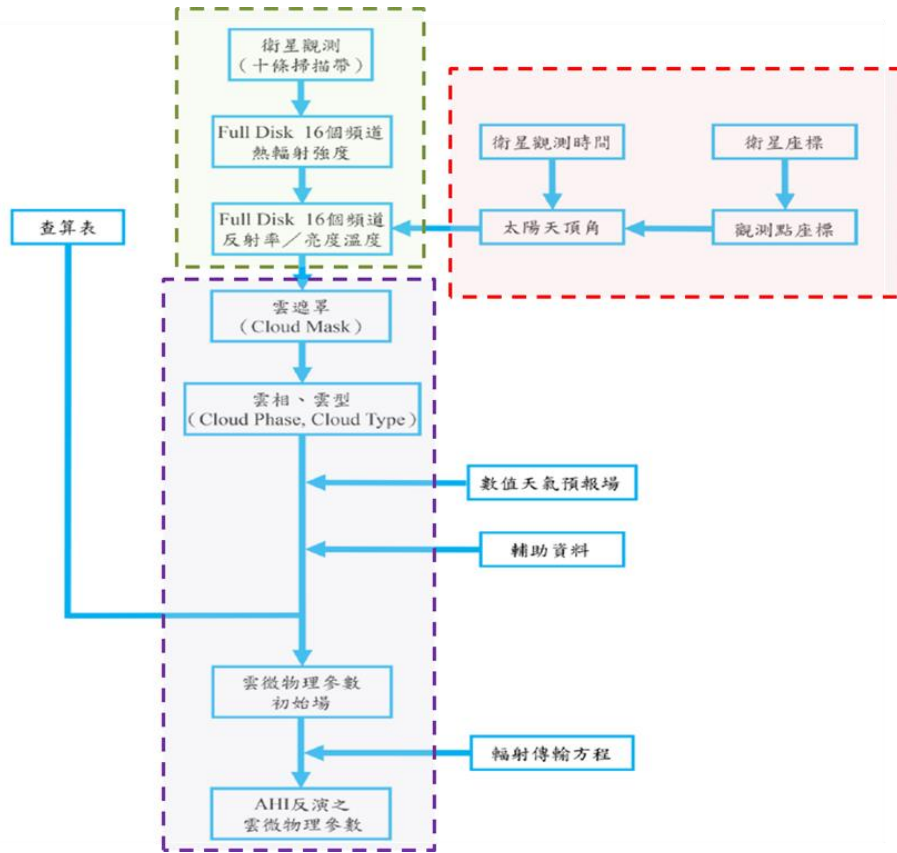 衛星觀測
（十條掃描帶）
Full Disk 16個頻道
熱輻射強度
衛星觀測時間
衛星座標
查算表
Full Disk 16個頻道
反射率／亮度溫度
太陽天頂角
觀測點座標
雲遮罩
（Cloud Mask）
雲相、雲型
（Cloud Phase, Cloud Type）
數值天氣預報場
輔助資料
雲微物理參數
初始場
輻射傳輸方程
AHI反演之
雲微物理參數